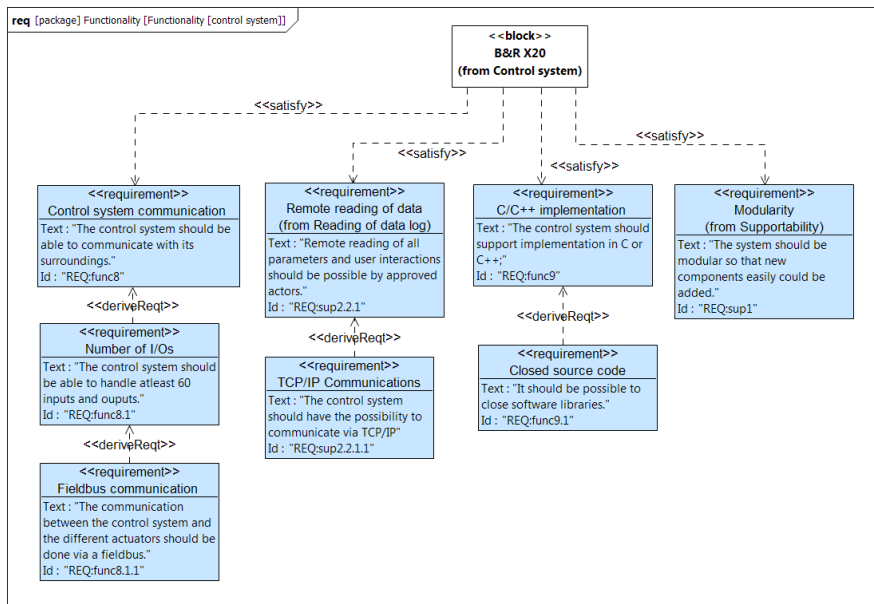 req [package] Functionality [Functionality [control system]]
<<block>>
B&R X20
(from Control system)
<<satisfy>>
<<satisfy>>
<<satisfy>>
<<satisfy>>
<<requirement>>
Control system communication
Text : "The control system should be
able to communicate with its
surroundings."
Id : "REQ:func8"
<<deriveReqt>>
<<requirement>>
Number of I/Os
Text : "The control system should
be able to handle atleast 60
inputs and ouputs."
Id : "REQ:func8.1"
<<deriveReqt>>
<<requirement>>
Fieldbus communication
Text : "The communication
between the control system and
the different actuators should be
done via a fieldbus."
Id : "REQ:func8.1.1"
<<requirement>>
Remote reading of data
(from Reading of data log)
Text : "Remote reading of all
parameters and user interactions
should be possible by approved
actors.
Id : "REQ:sup2.2.1"
<<deriveReqt>>
<<requirement>>
TCP/IP Communications
Text : "The control system
should have the possibility to
communicate via TCP/IP"
Id : "REQ:sup2.2.1.1"
<<requirement>>
C/C++ implementation
Text : "The control system should
support implementation in C or
C++;"
Id : "REQ:func9"
<<deriveReqt>>
<<requirement>>
Closed source code
Text : "It should be possible to
close software libraries."
Id : "REQ:func9.1"
<<requirement>>
Modularity
(from Supportability)
Text : "The system should be
modular so that new
components easily could be
added."
Id : "REQ:sup1"